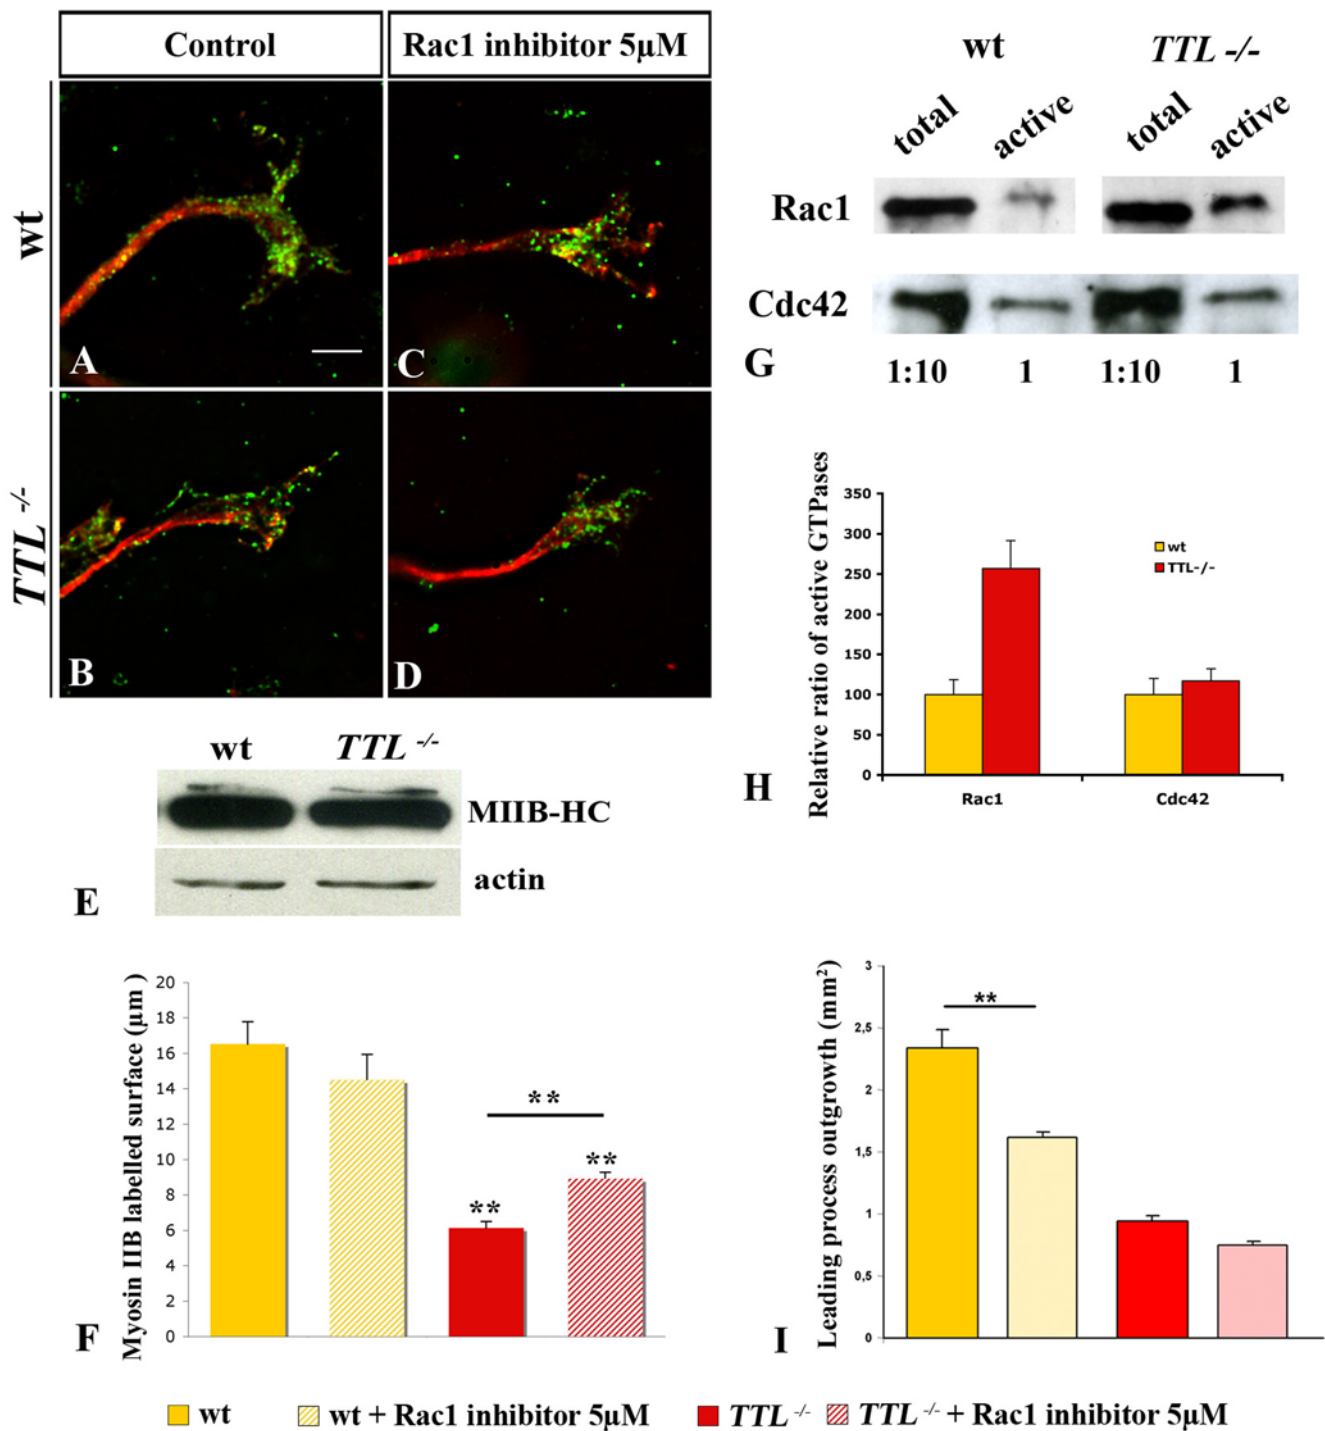 Control
Rac1 inhibitor 5μM
wt
TTL -/-
A
C
B
D
wt
TTL -/-
MIIB-HC
actin
E
Myosin IIB labelled surface (μm )
20
18
16
14
12
10
8
6
4
2
0
**
**
**
F
wt
TTL -/-
total
active
total
active
Rac1
Cdc42
G
1:10
1
1:10
1
Relative ratio of active GTPases
350
300
250
200
150
100
50
0
wt
TTL-/-
Rac1
Cdc42
H
Leading process outgrowth (mm²)
3
2,5
2
1,5
1
0,5
0
**
I
wt
wt + Rac1 inhibitor 5μM
TTL -/-
TTL -/- + Rac1 inhibitor 5μM